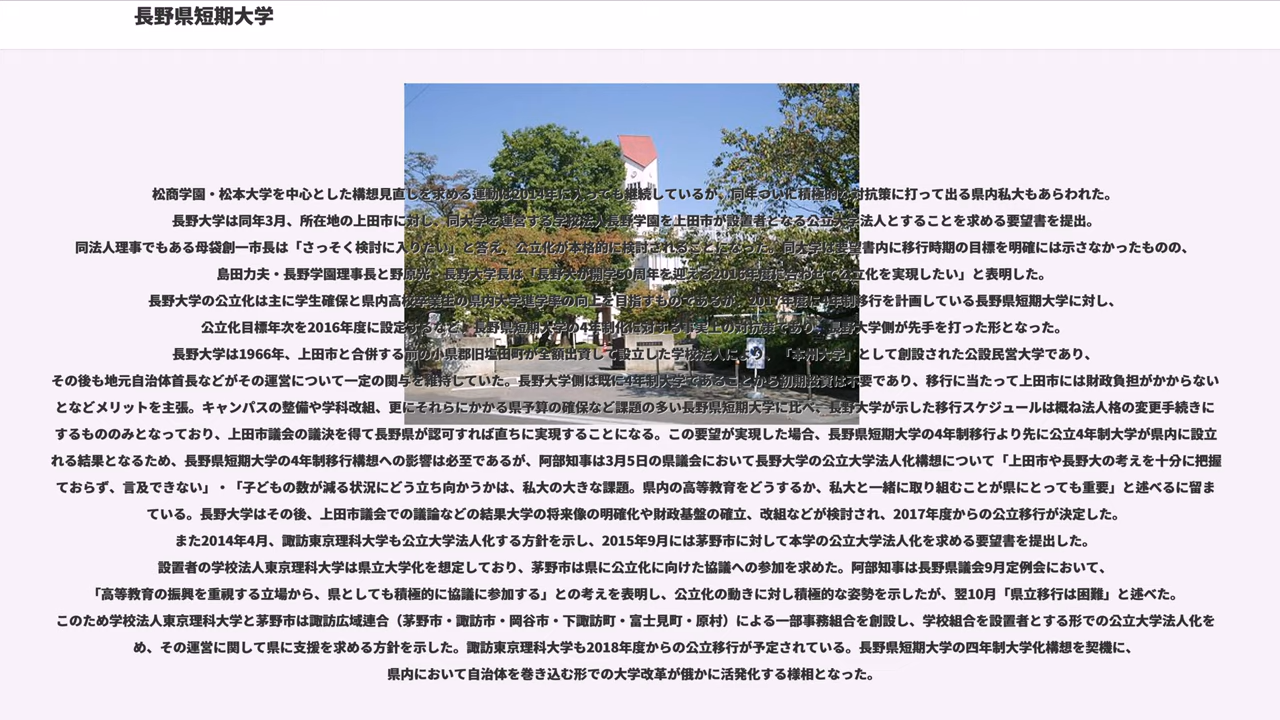 長野県短期大学
松商学園・松本大学を中心とした構想見直しを求める運動は2014年に入っても継続しているが、同年ついに積極的な対抗策に打って出る県内私大もあらわれた。
長野大学は同年3月、所在地の上田市に対し、同大学を運営する学校法人長野学園を上田市が設置者となる公立大学法人とすることを求める要望書を提出。
同法人理事でもある母袋創一市長は「さっそく検討に入りたい」と答え、公立化が本格的に検討されることになった。同大学は要望書内に移行時期の目標を明確には示さなかったものの、
島田力夫・長野学園理事長と野原光・長野大学長は「長野大が開学50周年を迎える2016年度に合わせて公立化を実現したい」と表明した。
長野大学の公立化は主に学生確保と県内高校卒業生の県内大学進学率の向上を目指すものであるが、2017年度に4年制移行を計画している長野県短期大学に対し、
公立化目標年次を2016年度に設定するなど、長野県短期大学の4年制化に対する事実上の対抗策であり、長野大学側が先手を打った形となった。
長野大学は1966年、上田市と合併する前の小県郡旧塩田町が全額出資して設立した学校法人により、「本州大学」として創設された公設民営大学であり、
その後も地元自治体首長などがその運営について一定の関与を維持していた。長野大学側は既に4年制大学であることから初期投資は不要であり、移行に当たって上田市には財政負担がかからない
となどメリットを主張。キャンパスの整備や学科改組、更にそれらにかかる県予算の確保など課題の多い長野県短期大学に比べ、長野大学が示した移行スケジュールは概ね法人格の変更手続きに
するもののみとなっており、上田市議会の議決を得て長野県が認可すれば直ちに実現することになる。この要望が実現した場合、長野県短期大学の4年制移行より先に公立4年制大学が県内に設立
れる結果となるため、長野県短期大学の4年制移行構想への影響は必至であるが、阿部知事は3月5日の県議会において長野大学の公立大学法人化構想について「上田市や長野大の考えを十分に把握
ておらず、言及できない」・「子どもの数が減る状況にどう立ち向かうかは、私大の大きな課題。県内の高等教育をどうするか、私大と一緒に取り組むことが県にとっても重要」と述べるに留ま
ている。長野大学はその後、上田市議会での議論などの結果大学の将来像の明確化や財政基盤の確立、改組などが検討され、2017年度からの公立移行が決定した。
また2014年4月、諏訪東京理科大学も公立大学法人化する方針を示し、2015年9月には茅野市に対して本学の公立大学法人化を求める要望書を提出した。
設置者の学校法人東京理科大学は県立大学化を想定しており、茅野市は県に公立化に向けた協議への参加を求めた。阿部知事は長野県議会9月定例会において、
「高等教育の振興を重視する立場から、県としても積極的に協議に参加する」との考えを表明し、公立化の動きに対し積極的な姿勢を示したが、翌10月「県立移行は困難」と述べた。
このため学校法人東京理科大学と茅野市は諏訪広域連合（茅野市・諏訪市・岡谷市・下諏訪町・富士見町・原村）による一部事務組合を創設し、学校組合を設置者とする形での公立大学法人化を
め、その運営に関して県に支援を求める方針を示した。諏訪東京理科大学も2018年度からの公立移行が予定されている。長野県短期大学の四年制大学化構想を契機に、
県内において自治体を巻き込む形での大学改革が俄かに活発化する様相となった。